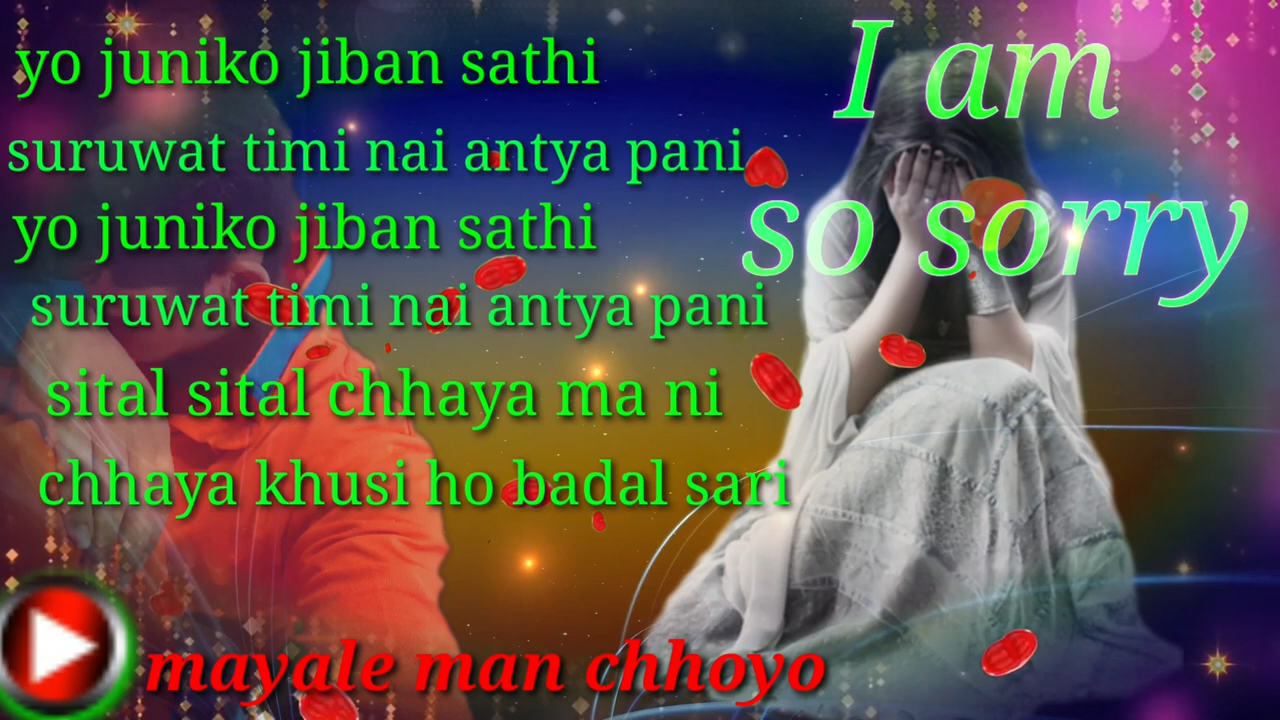 yo juniko jiban sathi
suruwat timi nai antya pani
yo juniko jiban sathi
suruwat timi nai antya pani
sital sital chhaya ma ni
chhaya khusi ho badal sari
I am
so sorry
mayale man chhoyo